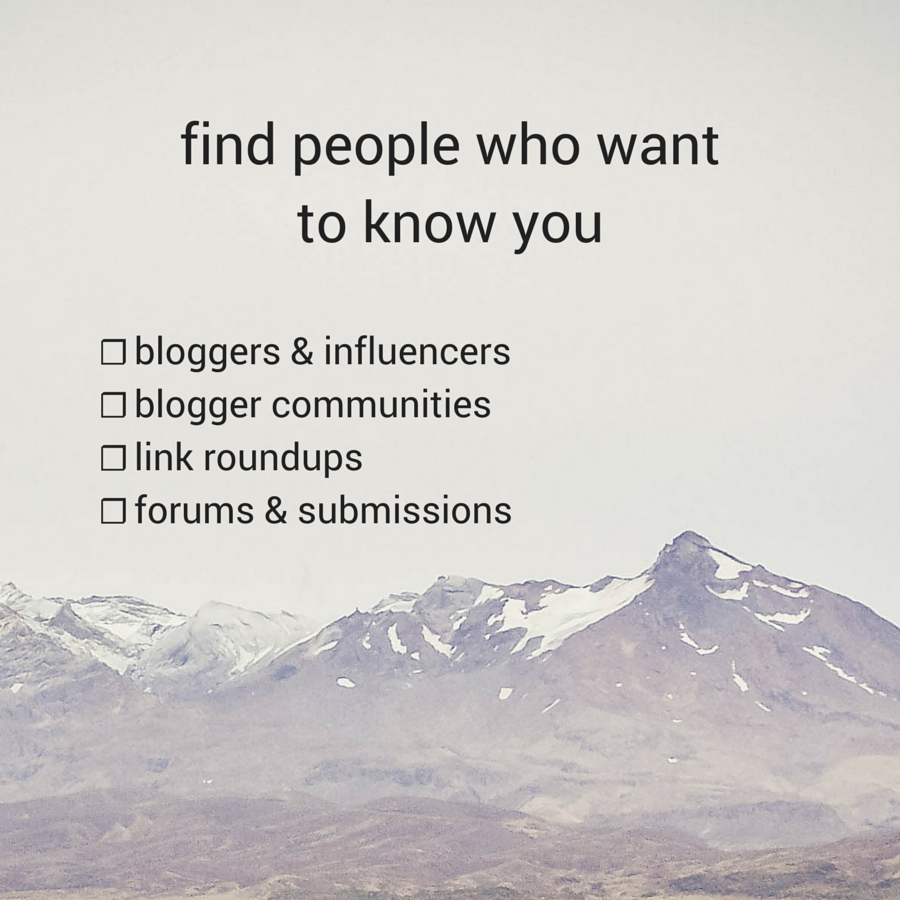 find people who want
to know you
❐ bloggers & influencers
❐ blogger communities
❐ link roundups
❐ forums & submissions